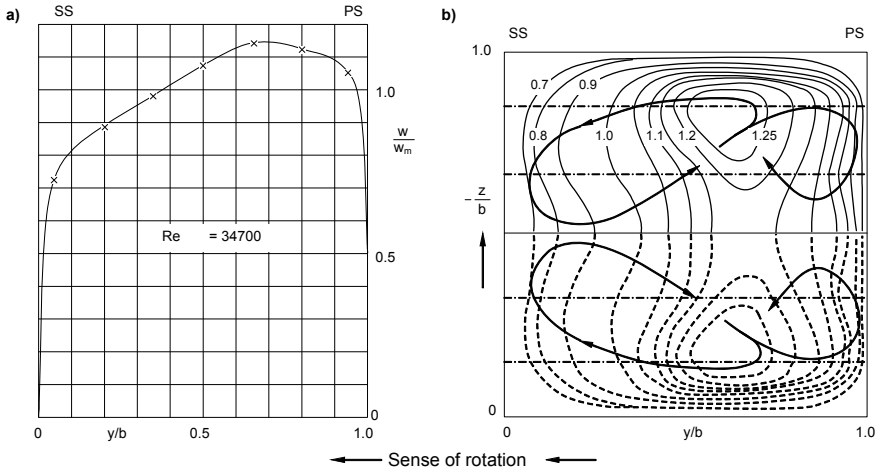 a)
SS
PS
1.0
w
w m
0.5
0
Re = 34700
0
y/b
0.5
1.0
b)
SS
PS
1.0
0.7
0.9
0.8
1.0
1.1
1.2
1.25
z
b
0
0
y/b
1.0
Sense of rotation